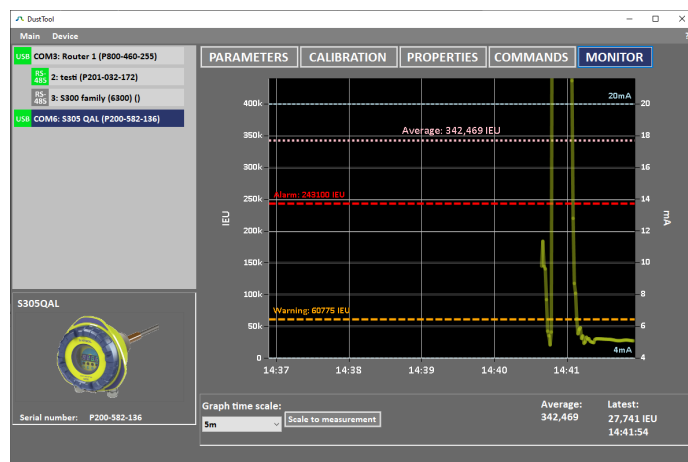 DustTool
Main Device ?
USB COM3: Router 1 (P800-460-255)
RS-485 2: testi (P201-032-172)
RS-485 3: S300 family (6300) ()
USB COM6: S305 QAL (P200-582-136)
PARAMETERS CALIBRATION PROPERTIES COMMANDS MONITOR
20mA
400k 20
350k Average: 342,469 IEU 18
300k 16
250k Alarm: 243100 IEU 14
IEU mA
200k 12
150k 10
100k 8
Warning: 60775 IEU
50k 6
4mA
0 4
14:37 14:38 14:39 14:40 14:41
S305QAL
Serial number: P200-582-136
Graph time scale:
5m Scale to measurement
Average: Latest:
342,469 27,741 IEU
14:41:54